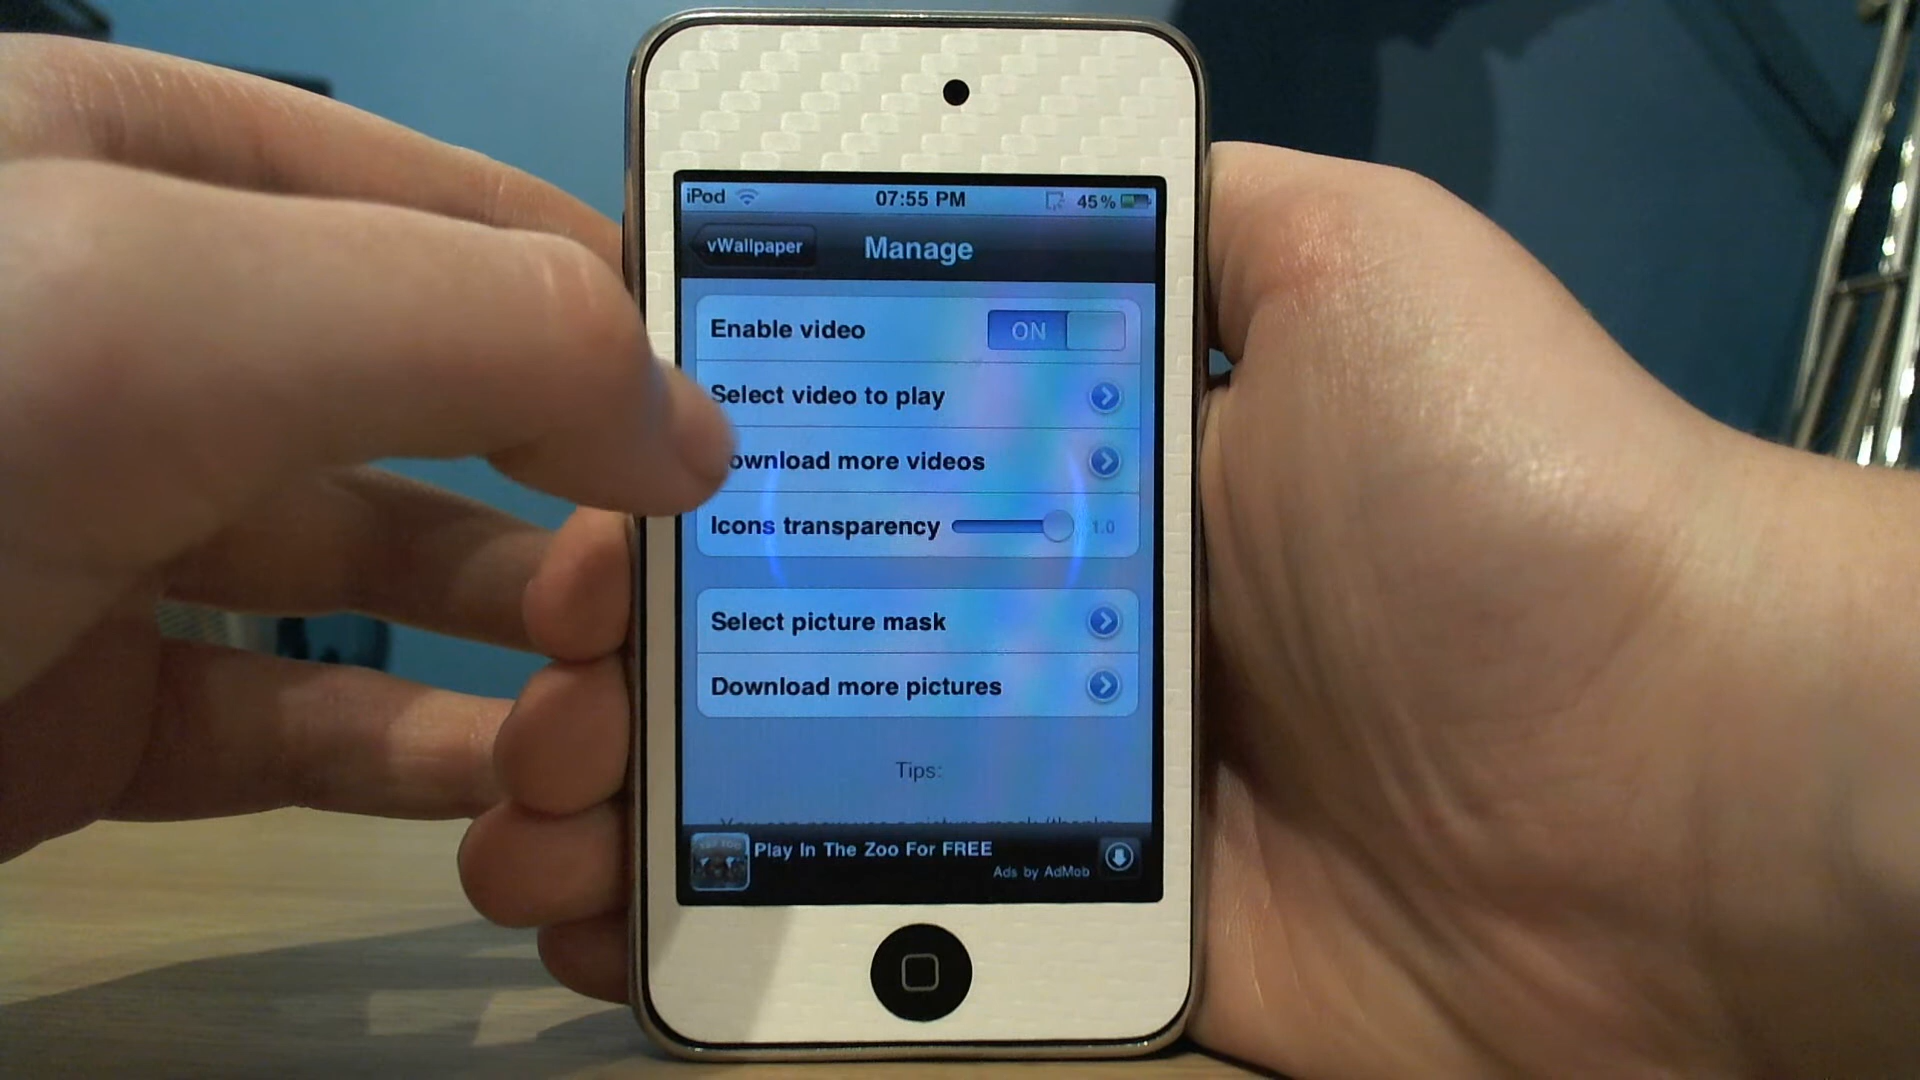 iPod 07:55 PM 45%
vWallpaper Manage
Enable video ON
Select video to play
ownload more videos
Icons transparency 1.0
Select picture mask
Download more pictures
Tips:
Play In The Zoo For FREE
Ads by AdMob